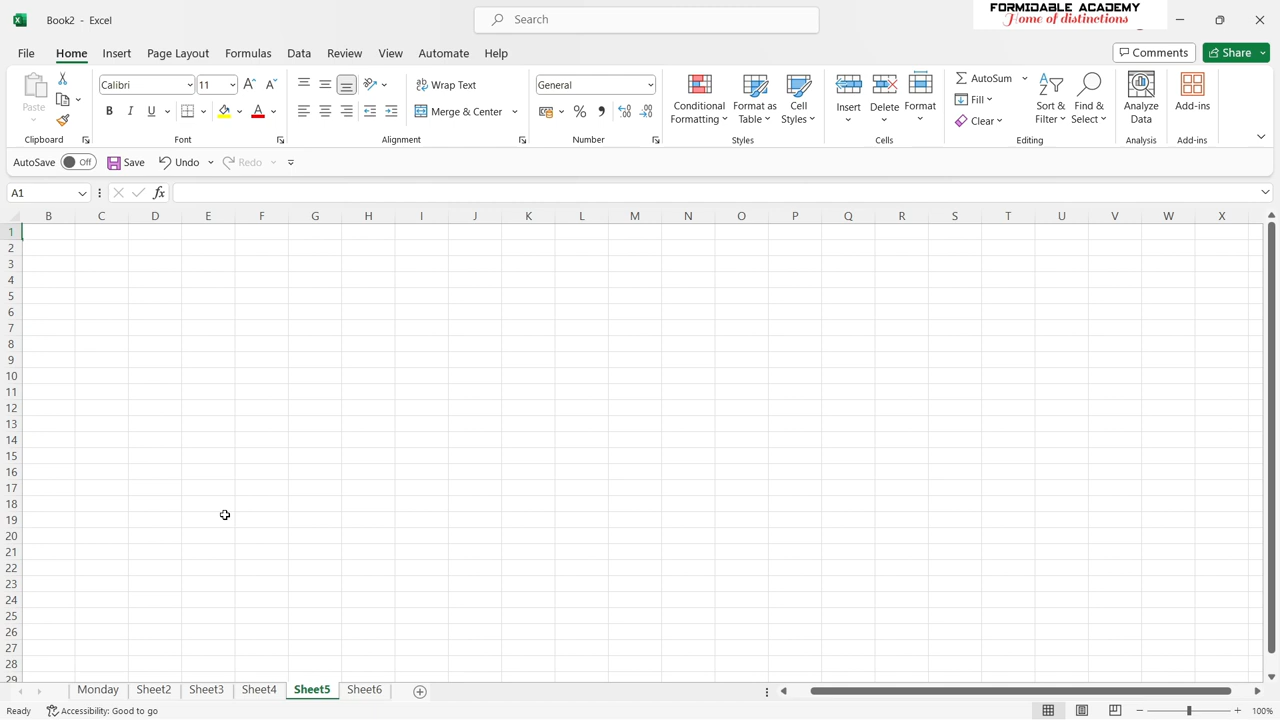 Book2 - Excel
Search
FORMIDABLE ACADEMY
Home of distinctions
File Home Insert Page Layout Formulas Data Review View Automate Help
Comments
Share
Paste
Clipboard
Calibri 11
B I U
Font
Wrap Text
Merge & Center
Alignment
General
Number
Conditional Formatting
Format as Table
Cell Styles
Styles
Insert
Delete
Format
Cells
AutoSum
Fill
Clear
Sort & Filter
Find & Select
Editing
Analyze Data
Analysis
Add-ins
Add-ins
AutoSave Off Save Undo Redo
A1 fx
B C D E F G H I J K L M N O P Q R S T U V W X
1
2
3
4
5
6
7
8
9
10
11
12
13
14
15
16
17
18
19
20
21
22
23
24
25
26
27
28
29
Monday Sheet2 Sheet3 Sheet4 Sheet5 Sheet6
Ready Accessibility: Good to go 100%